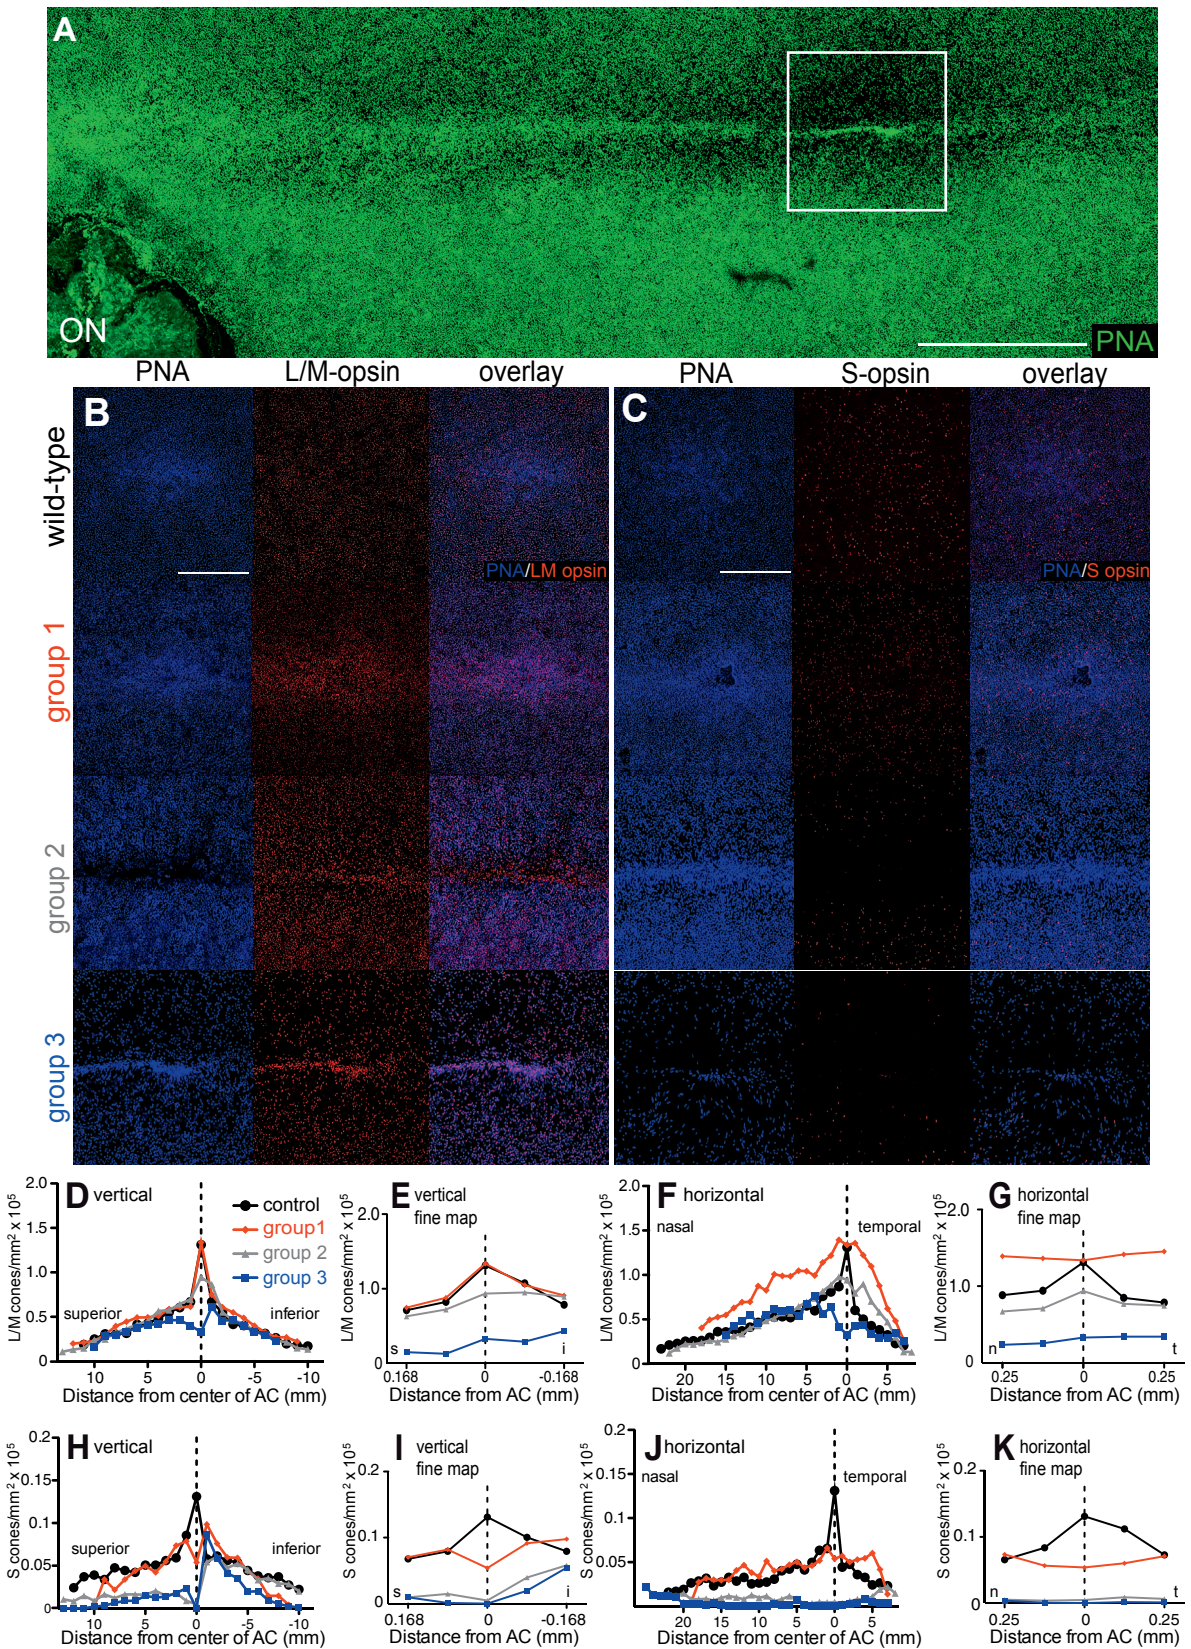 A
ON
PNA
PNA L/M-opsin overlay PNA S-opsin overlay
B C
wild-type
PNA/LM opsin PNA/S opsin
group 1
group 2
group 3
D vertical
L/M cones/mm² x 10⁵
2.0
1.5
1.0
0.5
0
control
group1
group 2
group 3
superior inferior
10 5 0 -5 -10
Distance from center of AC (mm)
E vertical
fine map
L/M cones/mm² x 10⁵
2.0
1.0
0
s i
0.168 0 -0.168
Distance from AC (mm)
F horizontal
nasal temporal
L/M cones/mm² x 10⁵
2.0
1.5
1.0
0.5
0
20 15 10 5 0 5
Distance from center of AC (mm)
G horizontal
fine map
L/M cones/mm² x 10⁵
2.0
1.0
0
n t
0.25 0 0.25
Distance from AC (mm)
H vertical
S cones/mm² x 10⁵
0.2
0.15
0.1
0.05
0
superior inferior
10 5 0 -5 -10
Distance from center of AC (mm)
I vertical
fine map
S cones/mm² x 10⁵
0.2
0.1
0
s i
0.168 0 -0.168
Distance from AC (mm)
J horizontal
nasal temporal
S cones/mm² x 10⁵
0.2
0.15
0.1
0.05
20 15 10 5 0 5
Distance from center of AC (mm)
K horizontal
fine map
S cones/mm² x 10⁵
0.2
0.1
0
n t
0.25 0 0.25
Distance from AC (mm)